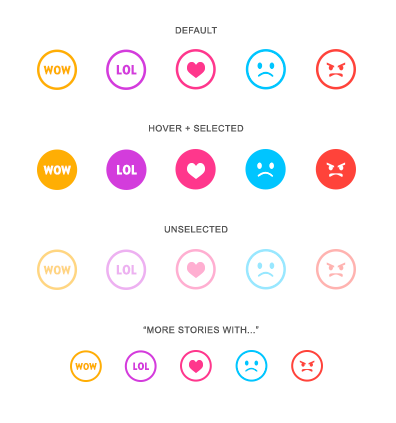 DEFAULT
WOW LOL
HOVER + SELECTED
WOW LOL
UNSELECTED
WOW LOL
“MORE STORIES WITH...”
WOW LOL